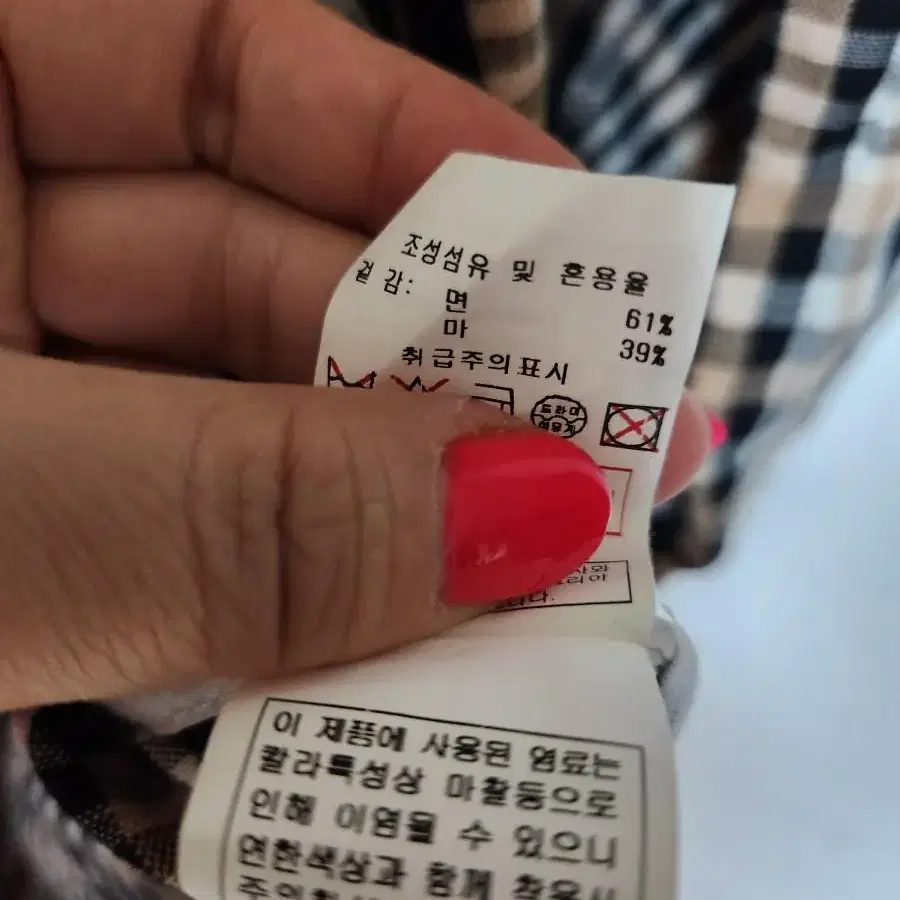 조성섬유 및 혼용율
겉 감: 면 61%
마 39%
취급주의표시
드라이
이 제품에 사용된 염료는
칼라특성상 마찰등으로
인해 이염될 수 있으니
연한색상과 함께 착용시